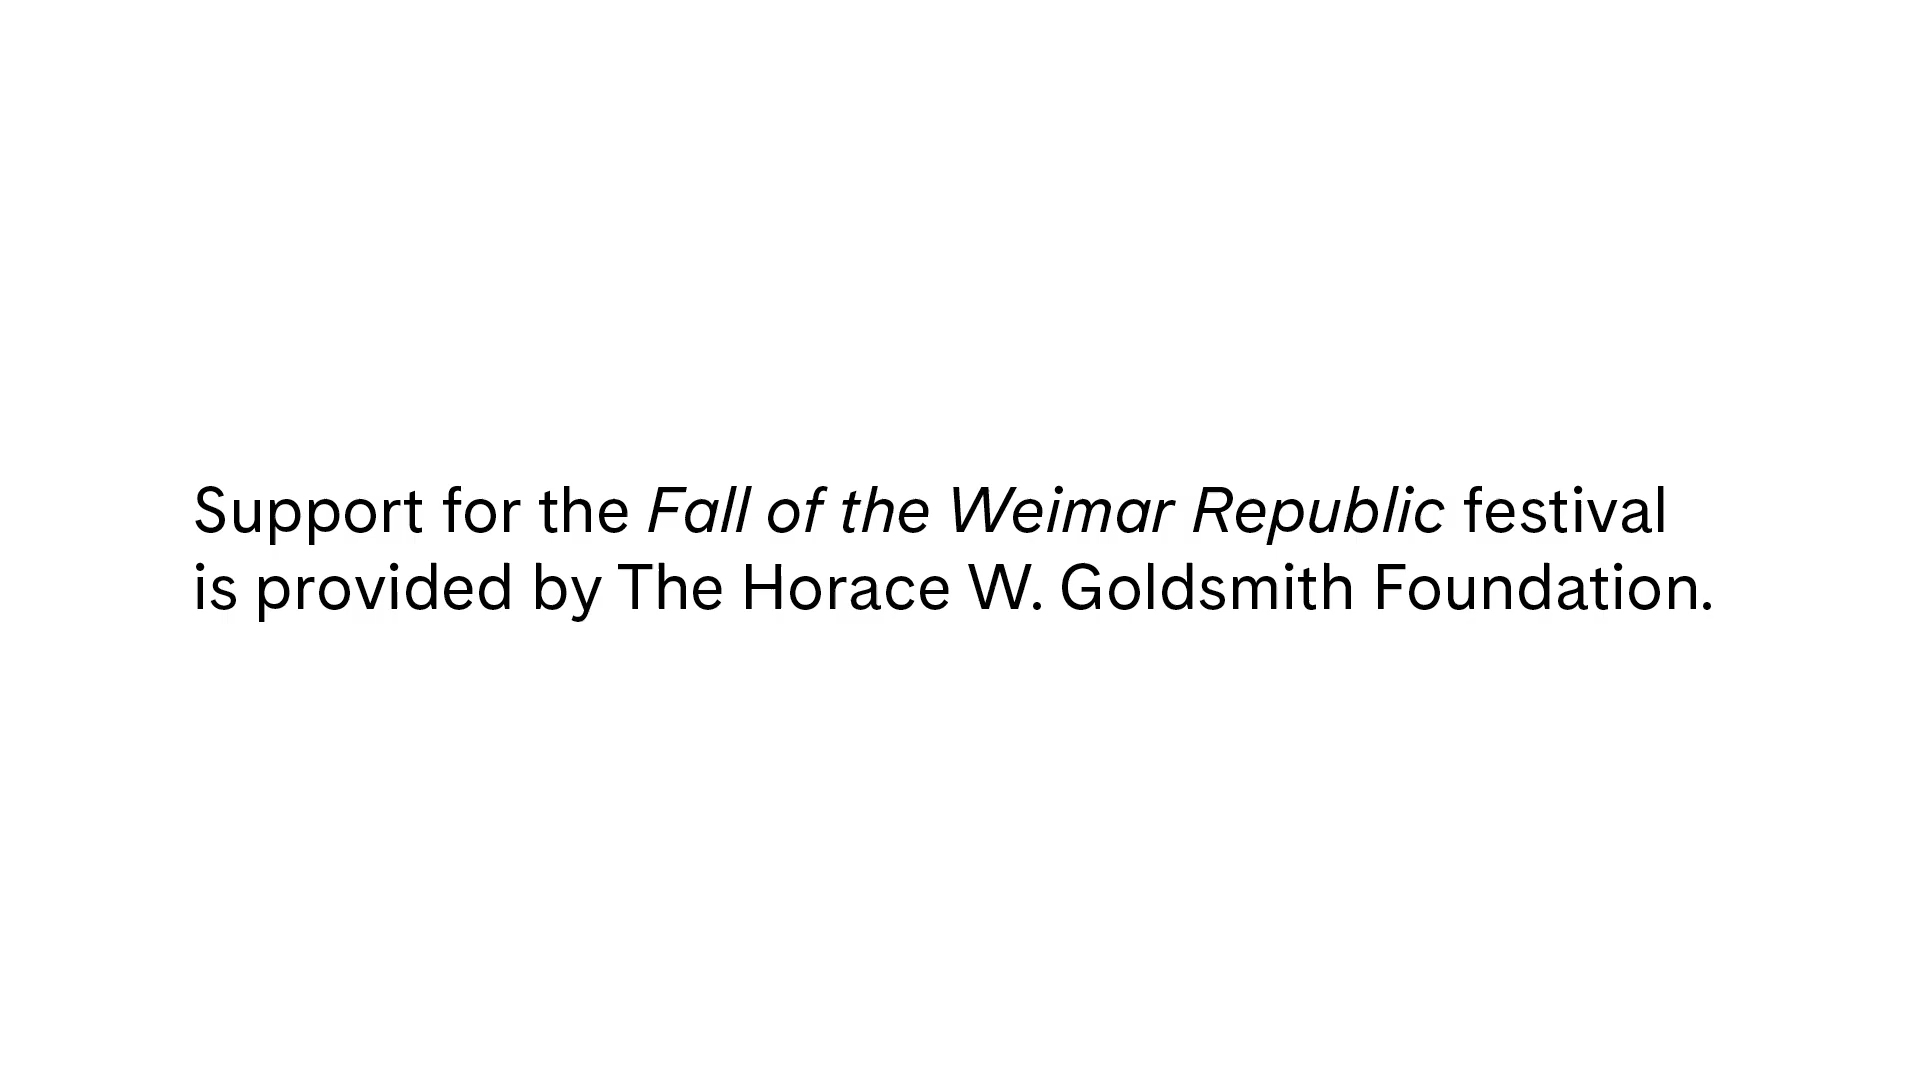 Support for the Fall of the Weimar Republic festival
is provided by The Horace W. Goldsmith Foundation.